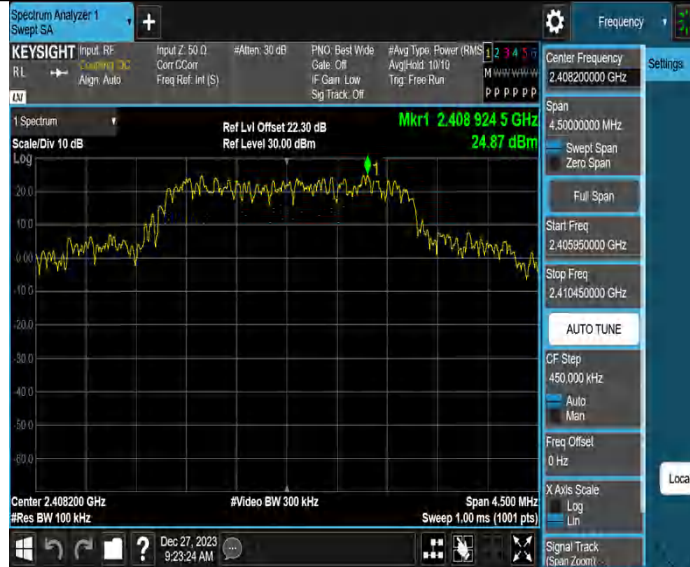 Spectrum Analyzer 1
Swept SA
+
Frequency
KEYSIGHT
RL
LXI
Input: RF
Coupling: DC
Align: Auto
Input Z: 50 Ω
Corr CCorr
Freq Ref: Int (S)
#Atten: 30 dB
PNO: Best Wide
Gate: Off
IF Gain: Low
Sig Track: Off
#Avg Type: Power (RMS
Avg|Hold: 10/10
Trig: Free Run
1 2 3 4 5 6
M W W W W W
P P P P P P
1 Spectrum
Scale/Div 10 dB
Ref Lvl Offset 22.30 dB
Ref Level 30.00 dBm
Mkr1 2.408 924 5 GHz
24.87 dBm
Log
1
20.0
10.0
0.00
-10.0
-20.0
-30.0
-40.0
-50.0
-60.0
Center 2.408200 GHz
#Res BW 100 kHz
#Video BW 300 kHz
Span 4.500 MHz
Sweep 1.00 ms (1001 pts)
?
Dec 27, 2023
9:23:24 AM
Center Frequency
2.408200000 GHz
Settings
Span
4.50000000 MHz
Swept Span
Zero Span
Full Span
Start Freq
2.405950000 GHz
Stop Freq
2.410450000 GHz
AUTO TUNE
CF Step
450.000 kHz
Auto
Man
Freq Offset
0 Hz
X Axis Scale
Log
Lin
Loca
Signal Track
(Span Zoom)